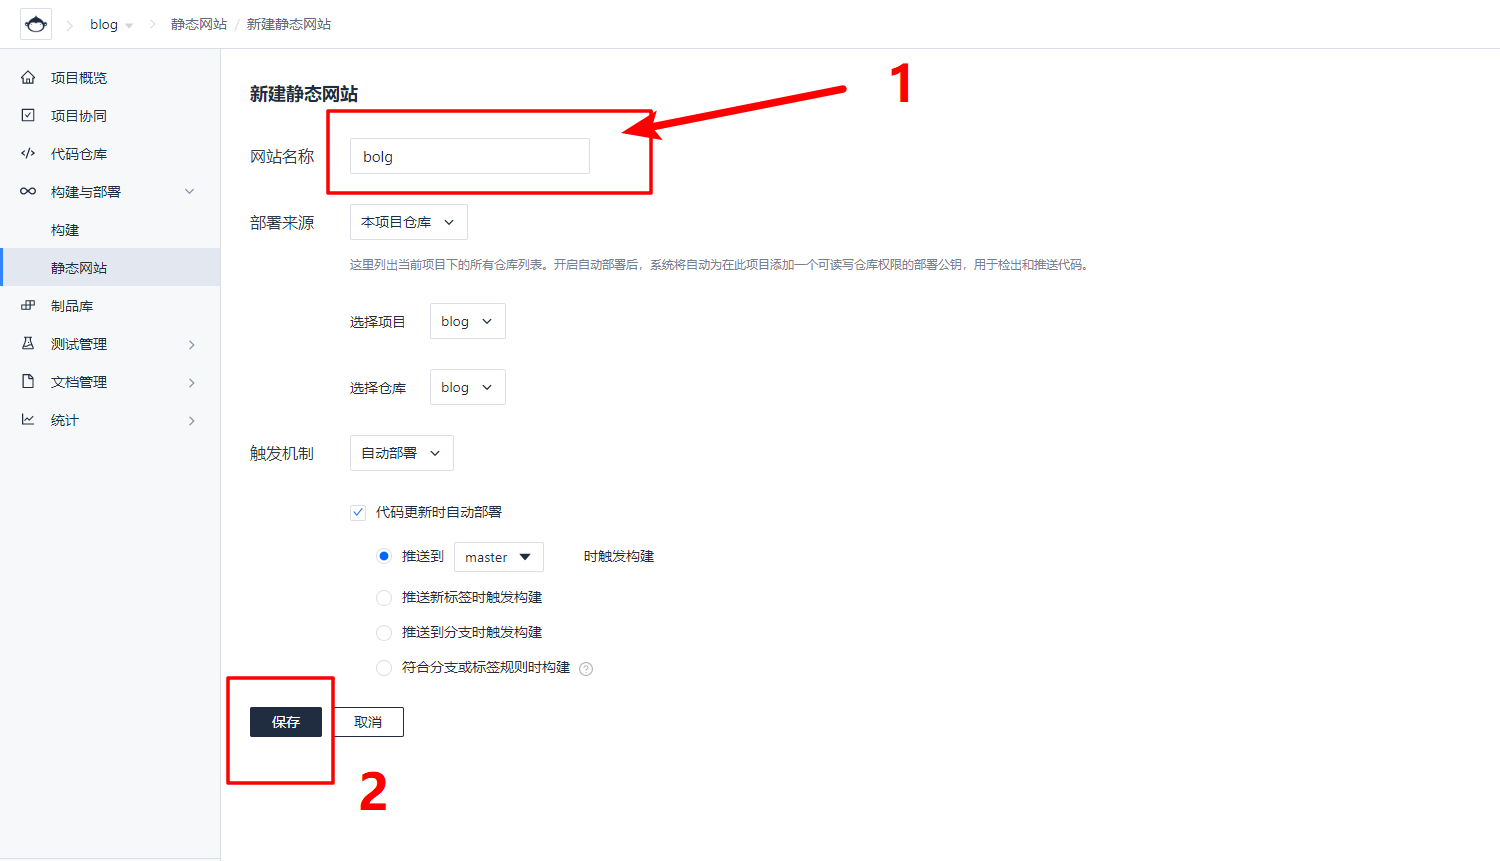 blog 静态网站 / 新建静态网站
项目概览
项目协同
代码仓库
构建与部署
构建
静态网站
制品库
测试管理
文档管理
统计
新建静态网站
1
网站名称 bolg
部署来源 本项目仓库
这里列出当前项目下的所有仓库列表。开启自动部署后，系统将自动为在此项目添加一个可读写仓库权限的部署公钥，用于检出和推送代码。
选择项目 blog
选择仓库 blog
触发机制 自动部署
代码更新时自动部署
推送到 master 时触发构建
推送新标签时触发构建
推送到分支时触发构建
符合分支或标签规则时构建 ?
保存 取消
2